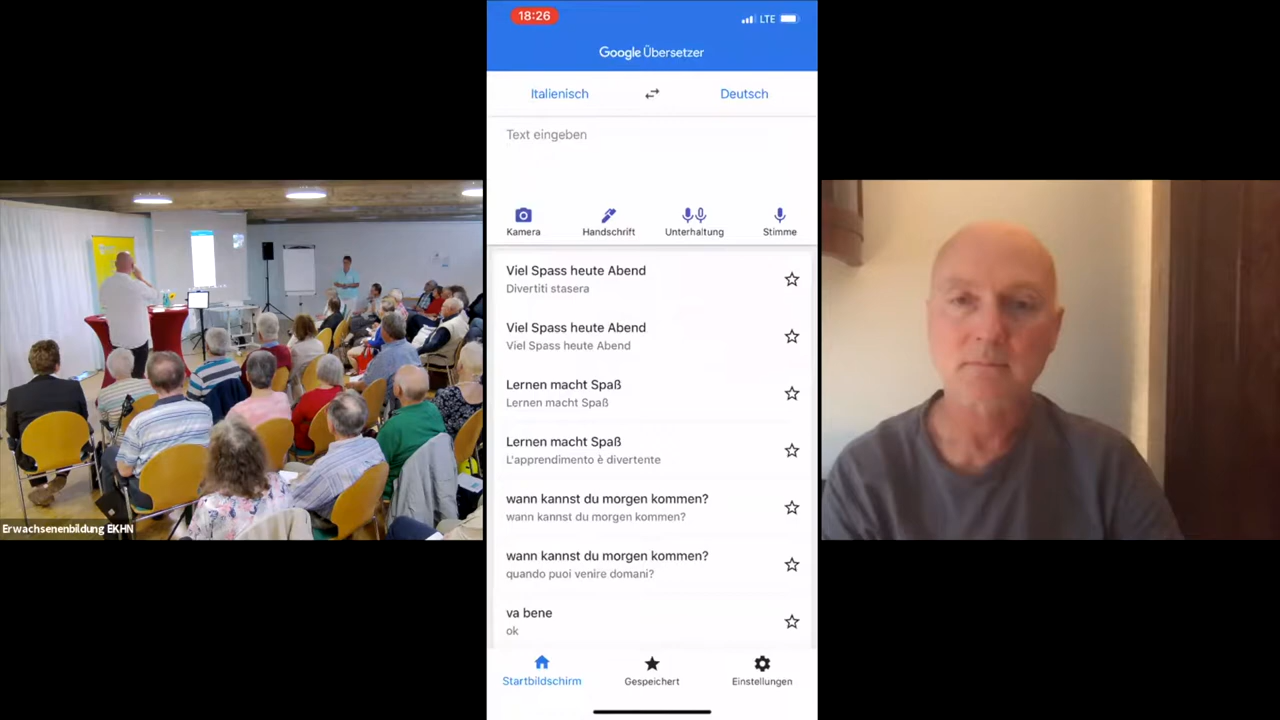 18:26
LTE
Google Übersetzer
Italienisch
Deutsch
Text eingeben
Kamera
Handschrift
Unterhaltung
Stimme
Viel Spass heute Abend
Divertiti stasera
Viel Spass heute Abend
Viel Spass heute Abend
Lernen macht Spaß
Lernen macht Spaß
Lernen macht Spaß
L'apprendimento è divertente
wann kannst du morgen kommen?
wann kannst du morgen kommen?
wann kannst du morgen kommen?
quando puoi venire domani?
va bene
ok
Startbildschirm
Gespeichert
Einstellungen
Erwachsenenbildung EKHN